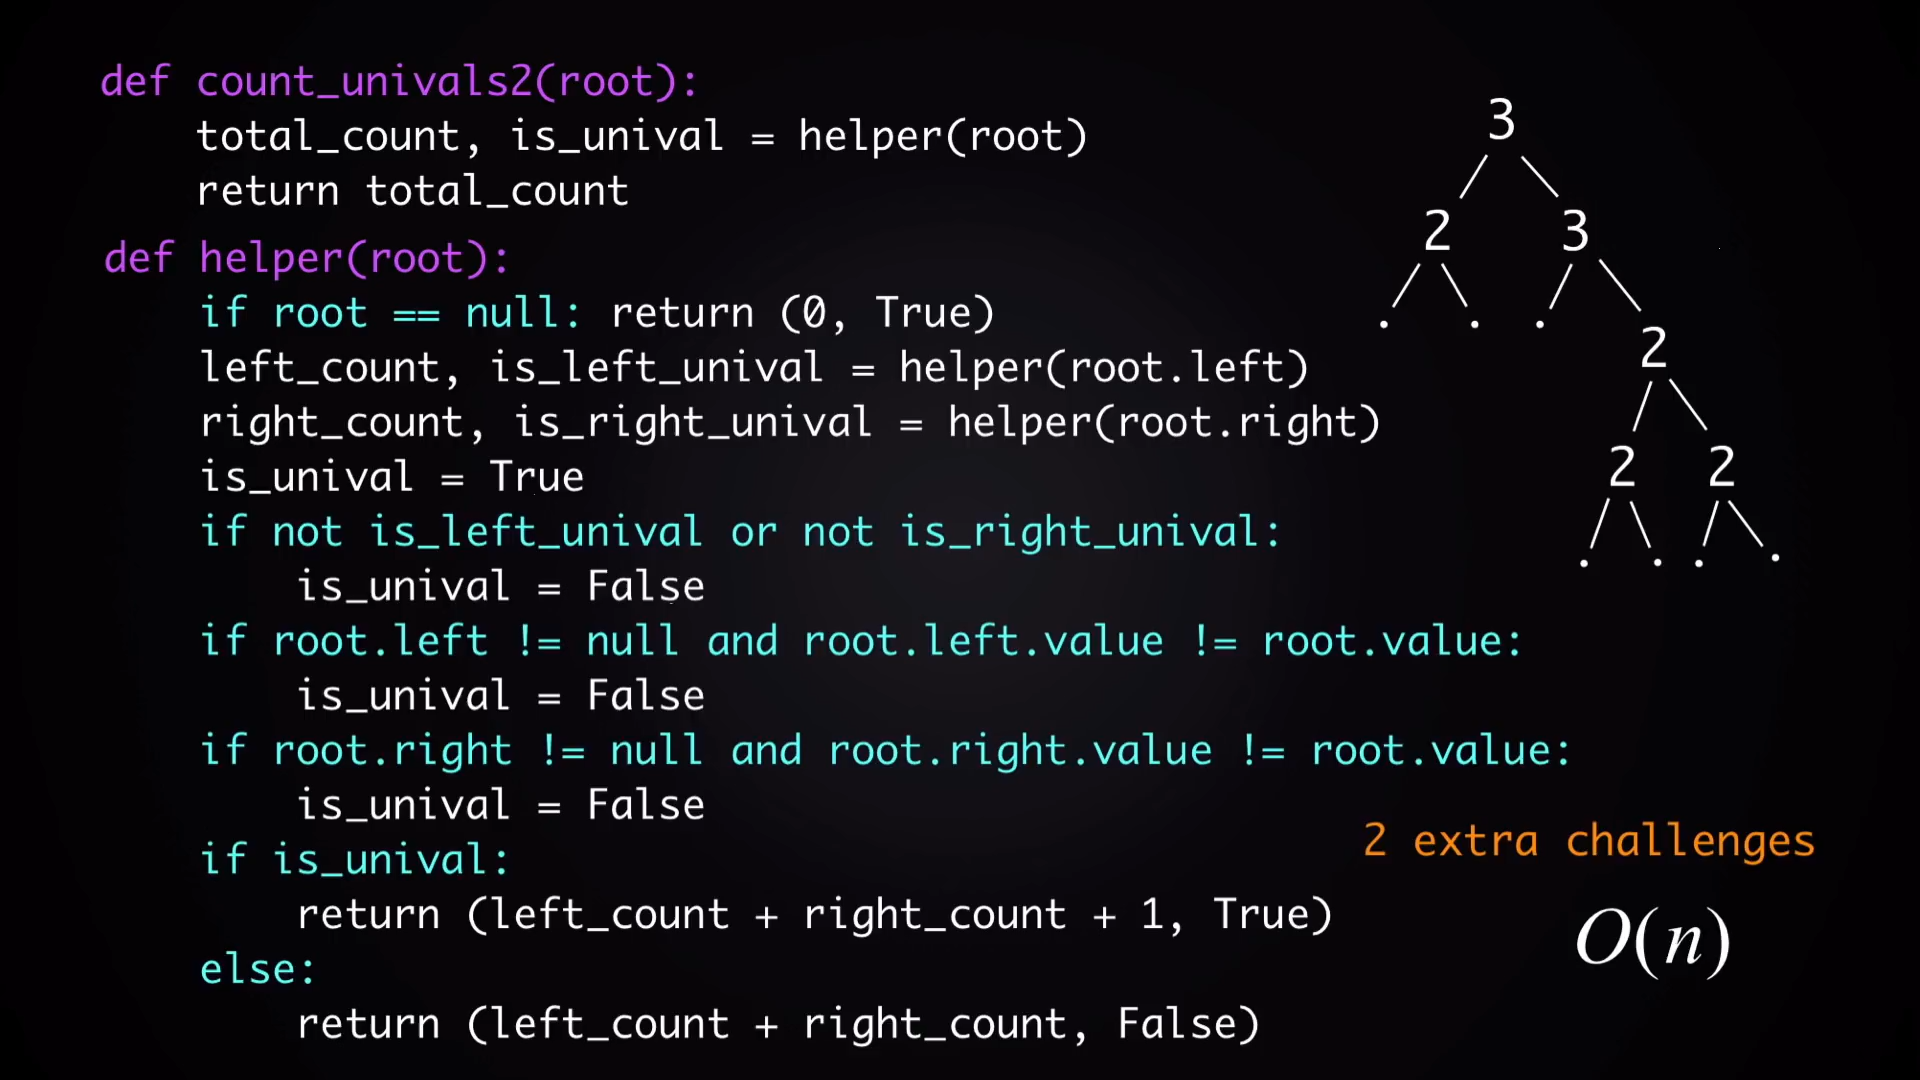 def count_univals2(root):
    total_count, is_unival = helper(root)
    return total_count
def helper(root):
    if root == null: return (0, True)
    left_count, is_left_unival = helper(root.left)
    right_count, is_right_unival = helper(root.right)
    is_unival = True
    if not is_left_unival or not is_right_unival:
        is_unival = False
    if root.left != null and root.left.value != root.value:
        is_unival = False
    if root.right != null and root.right.value != root.value:
        is_unival = False
    if is_unival:
        return (left_count + right_count + 1, True)
    else:
        return (left_count + right_count, False)
3
2 3
2
2 2
2 extra challenges
O(n)